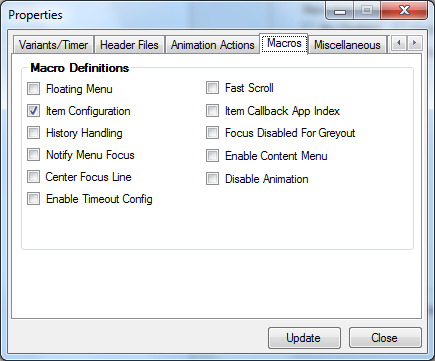 Properties
Variants/Timer Header Files Animation Actions Macros Miscellaneous
Macro Definitions
Floating Menu
Item Configuration
History Handling
Notify Menu Focus
Center Focus Line
Enable Timeout Config
Fast Scroll
Item Callback App Index
Focus Disabled For Greyout
Enable Content Menu
Disable Animation
Update Close